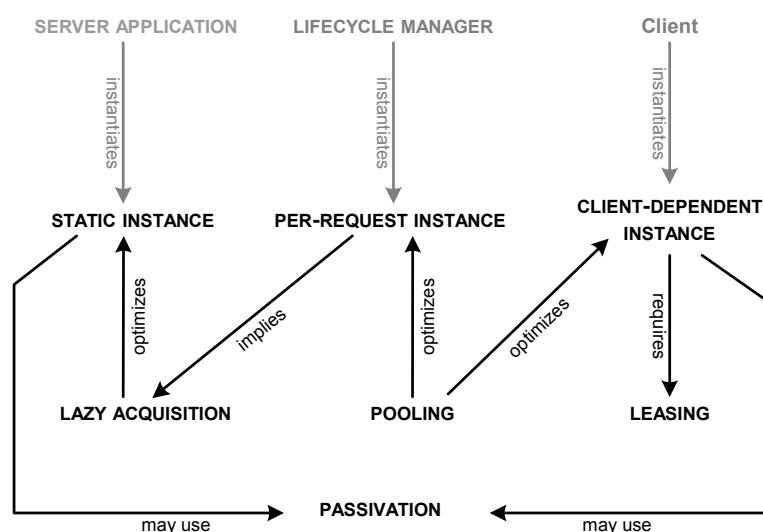 SERVER APPLICATION
LIFECYCLE MANAGER
Client
instantiates
instantiates
instantiates
STATIC INSTANCE
PER-REQUEST INSTANCE
CLIENT-DEPENDENT
INSTANCE
optimizes
implies
optimizes
optimizes
requires
LAZY ACQUISITION
POOLING
LEASING
PASSIVATION
may use
may use